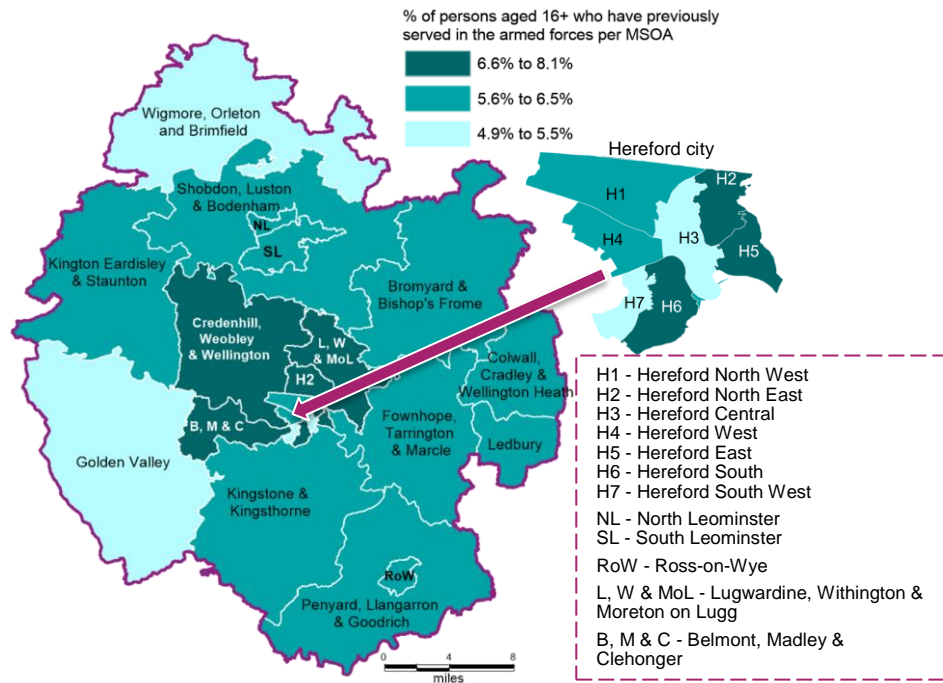 % of persons aged 16+ who have previously
served in the armed forces per MSOA
6.6% to 8.1%
5.6% to 6.5%
4.9% to 5.5%
Wigmore, Orleton
and Brimfield
Shobdon, Luston
& Bodenham
NL
SL
Kington Eardisley
& Staunton
Bromyard &
Bishop's Frome
Credenhill,
Weobley
& Wellington
L, W
& MoL
H2
Colwall,
Cradley &
Wellington Heath
B, M & C
Fownhope,
Tarrington
& Marcle
Ledbury
Golden Valley
Kingstone &
Kingsthorne
RoW
Penyard, Llangarron
& Goodrich
0 4 8
miles
Hereford city
H1
H2
H3
H4
H5
H6
H7
H1 - Hereford North West
H2 - Hereford North East
H3 - Hereford Central
H4 - Hereford West
H5 - Hereford East
H6 - Hereford South
H7 - Hereford South West
NL - North Leominster
SL - South Leominster
RoW - Ross-on-Wye
L, W & MoL - Lugwardine, Withington &
Moreton on Lugg
B, M & C - Belmont, Madley &
Clehonger